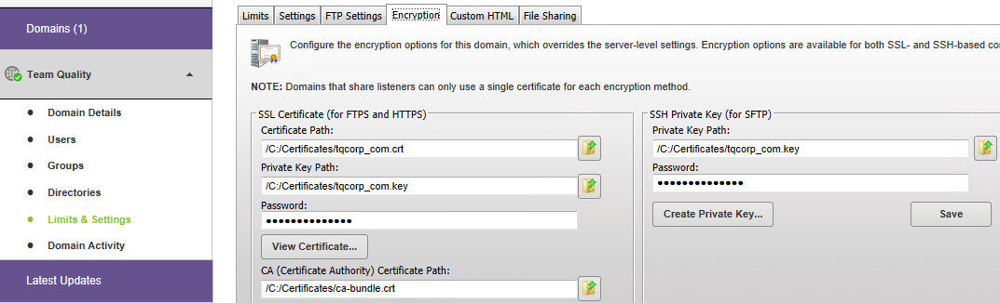 Domains (1)
Team Quality
Domain Details
Users
Groups
Directories
Limits & Settings
Domain Activity
Latest Updates
Limits
Settings
FTP Settings
Encryption
Custom HTML
File Sharing
Configure the encryption options for this domain, which overrides the server-level settings. Encryption options are available for both SSL- and SSH-based
NOTE: Domains that share listeners can only use a single certificate for each encryption method.
SSL Certificate (for FTPS and HTTPS)
Certificate Path:
/C:/Certificates/tqcorp_com.crt
Private Key Path:
/C:/Certificates/tqcorp_com.key
Password:
●●●●●●●●●●●●●●
View Certificate...
CA (Certificate Authority) Certificate Path:
/C:/Certificates/ca-bundle.crt
SSH Private Key (for SFTP)
Private Key Path:
/C:/Certificates/tqcorp_com.key
Password:
●●●●●●●●●●●●●●
Create Private Key...
Save